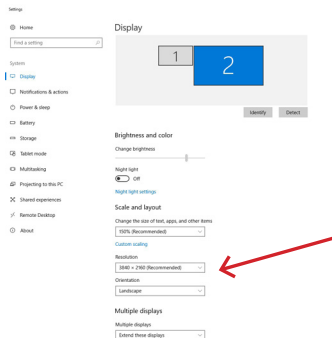 Settings
Home
Find a setting
System
Display
Notifications & actions
Power & sleep
Battery
Storage
Tablet mode
Multitasking
Projecting to this PC
Shared experiences
Remote Desktop
About
Display
1
2
Identify
Detect
Brightness and color
Change brightness
Night light
Off
Night light settings
Scale and layout
Change the size of text, apps, and other items
150% (Recommended)
Custom scaling
Resolution
3840 × 2160 (Recommended)
Orientation
Landscape
Multiple displays
Multiple displays
Extend these displays